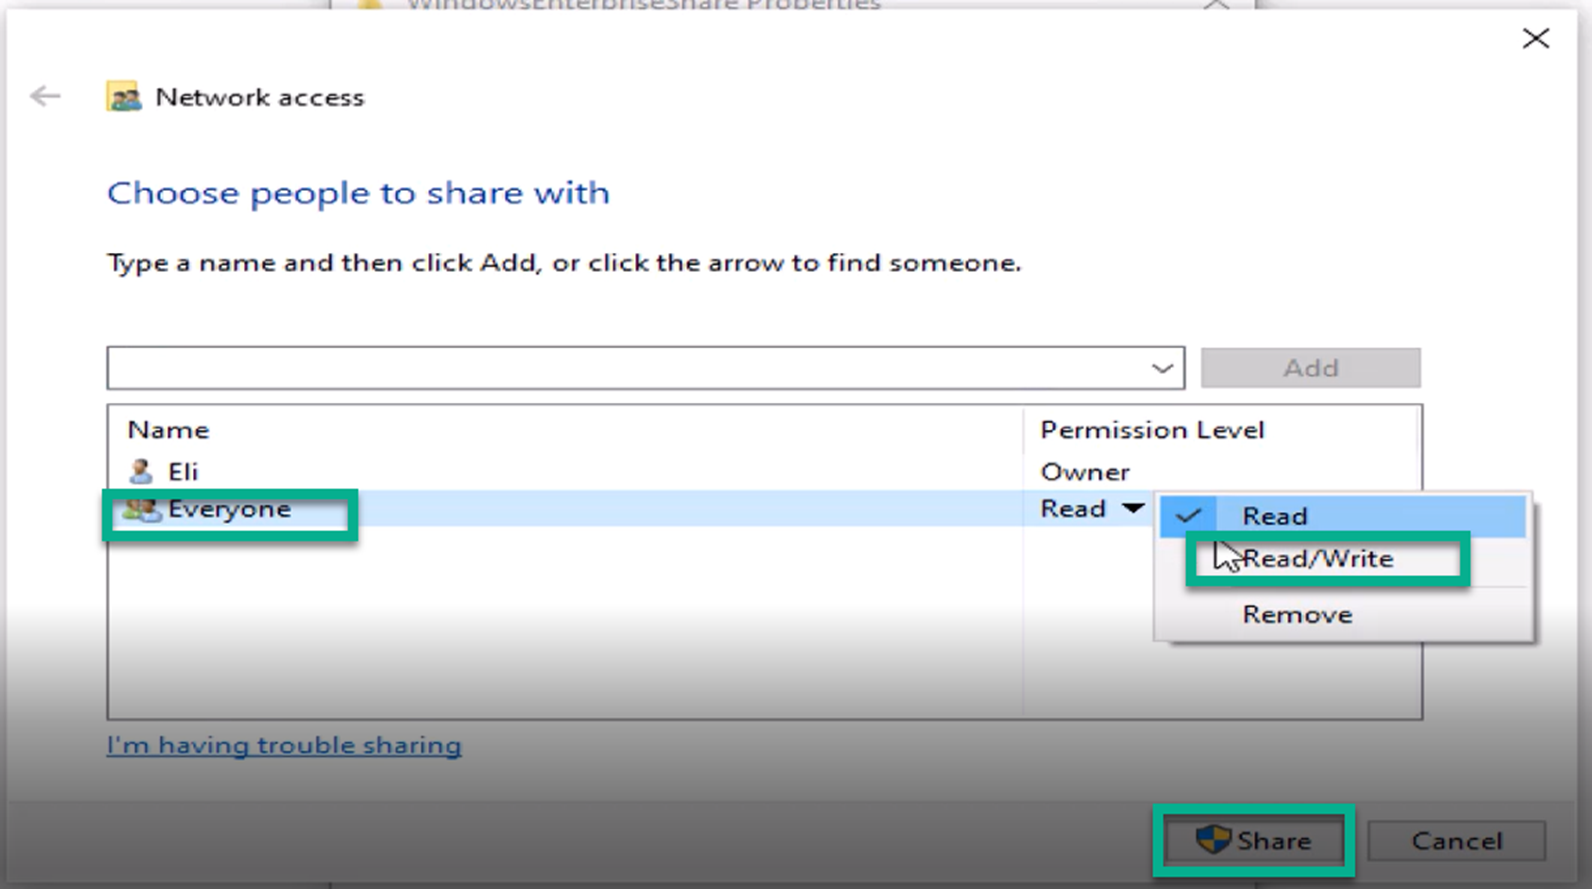 WindowsEnterpriseShare Properties
Network access
Choose people to share with
Type a name and then click Add, or click the arrow to find someone.
Add
Name Permission Level
Eli Owner
Everyone Read
Read
Read/Write
Remove
I'm having trouble sharing
Share Cancel